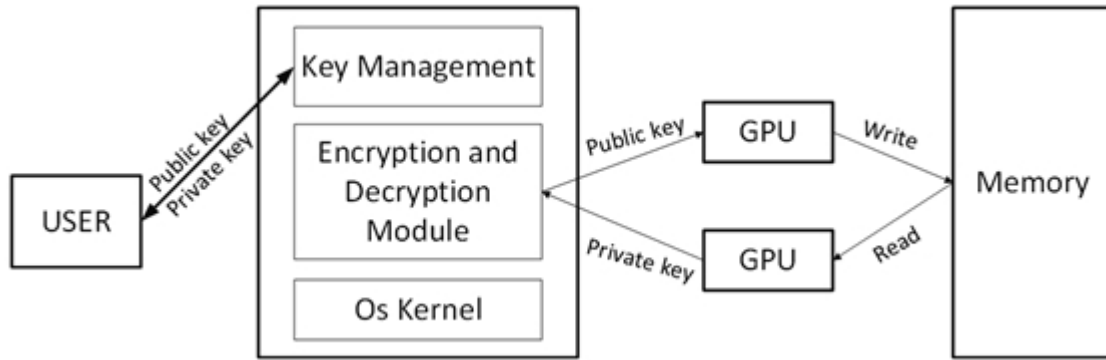 USER
Public key
Private key
Key Management
Encryption and
Decryption
Module
Os Kernel
Public key
GPU
Write
Private key
GPU
Read
Memory